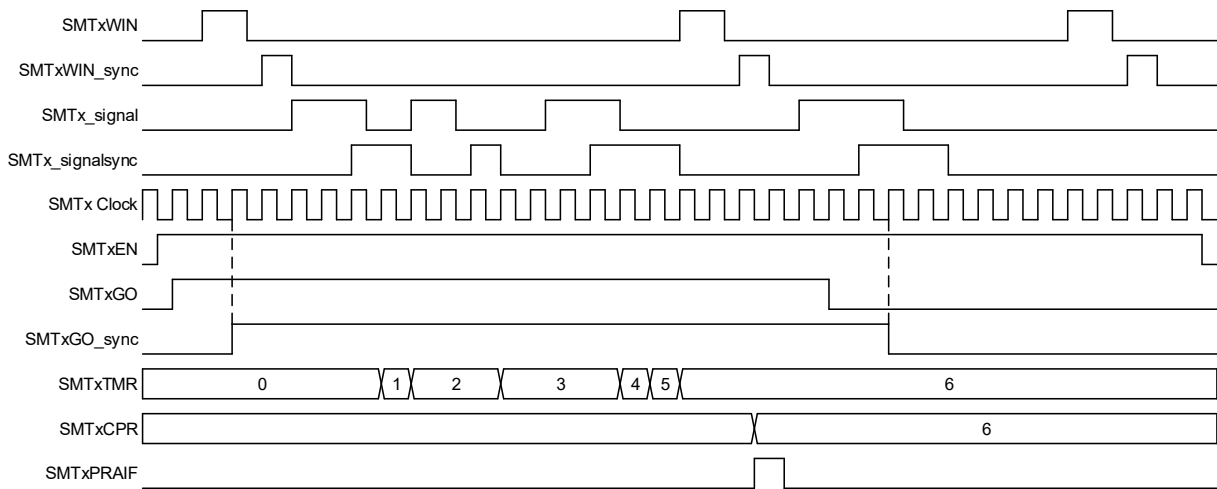 SMTxWIN
SMTxWIN_sync
SMTx_signal
SMTx_signalsync
SMTx Clock
SMTxEN
SMTxGO
SMTxGO_sync
SMTxTMR 0 1 2 3 4 5 6
SMTxCPR 6
SMTxPRAIF